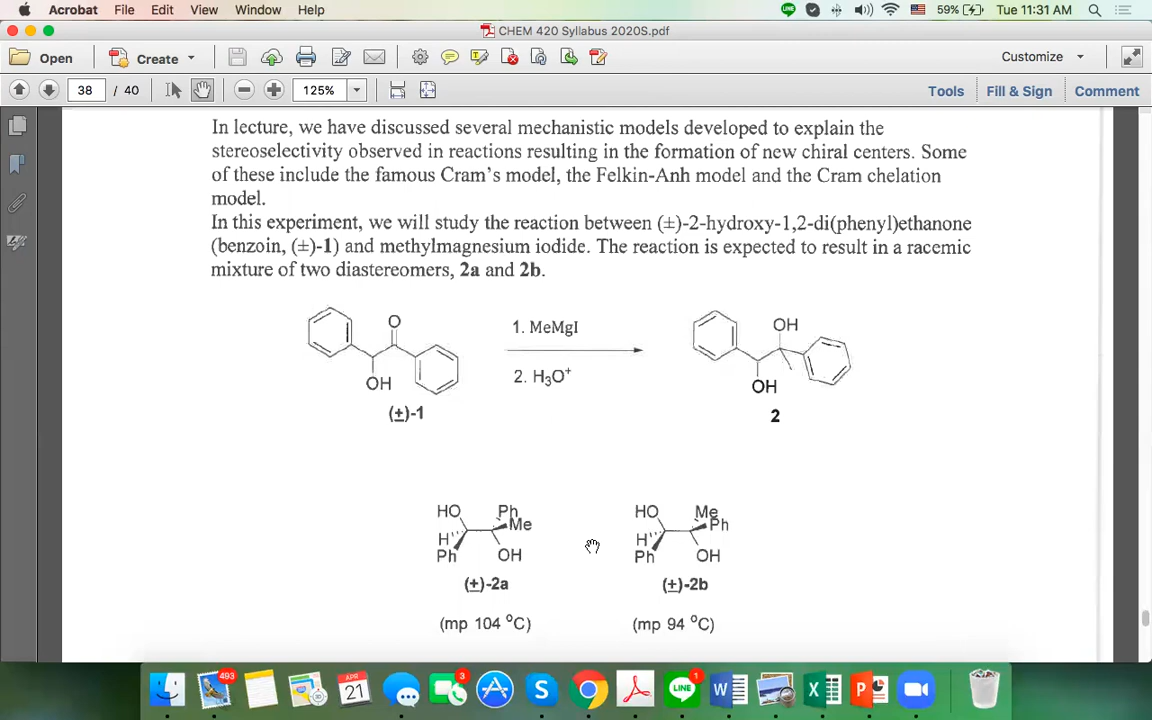 Acrobat File Edit View Window Help 59% Tue 11:31 AM
CHEM 420 Syllabus 2020S.pdf
Open Create Customize
38 / 40 125% Tools Fill & Sign Comment
In lecture, we have discussed several mechanistic models developed to explain the
stereoselectivity observed in reactions resulting in the formation of new chiral centers. Some
of these include the famous Cram's model, the Felkin-Anh model and the Cram chelation
model.
In this experiment, we will study the reaction between (±)-2-hydroxy-1,2-di(phenyl)ethanone
(benzoin, (±)-1) and methylmagnesium iodide. The reaction is expected to result in a racemic
mixture of two diastereomers, 2a and 2b.
O
OH
(±)-1
1. MeMgI
2. H3O+
OH
OH
2
HO Ph
Me
H
Ph OH
(±)-2a
(mp 104 °C)
HO Me
Ph
H
Ph OH
(±)-2b
(mp 94 °C)
493
APR
21
3
LINE
1